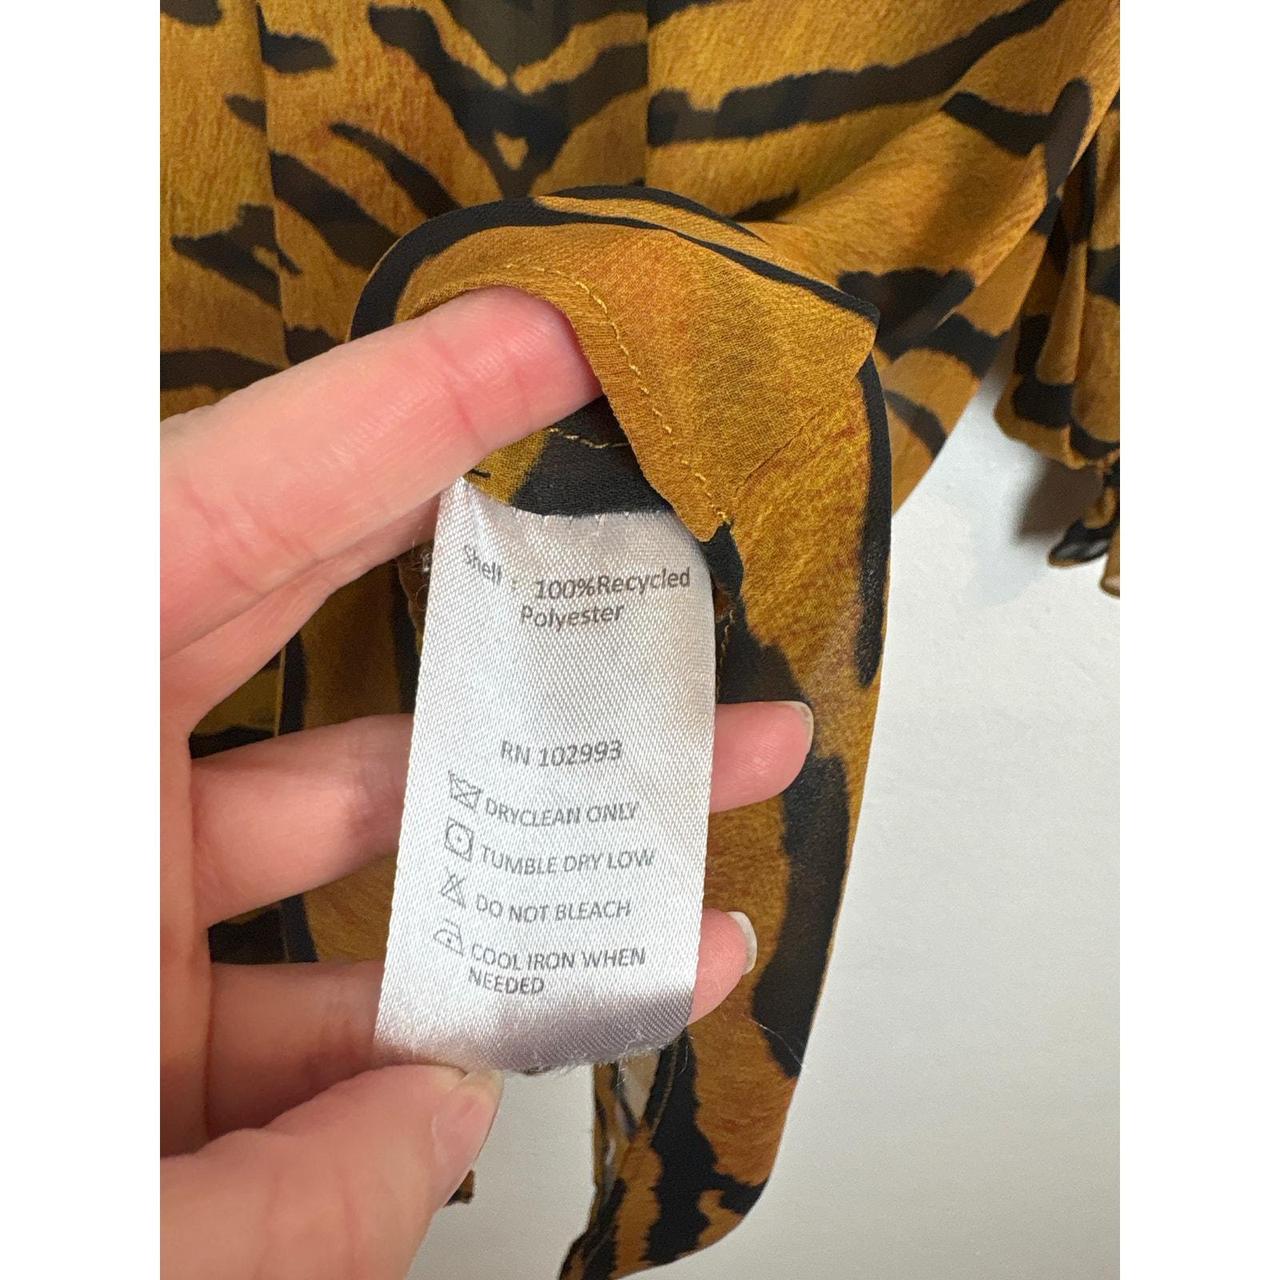 Shell : 100%Recycled
Polyester
RN 102993
DRYCLEAN ONLY
TUMBLE DRY LOW
DO NOT BLEACH
COOL IRON WHEN
NEEDED